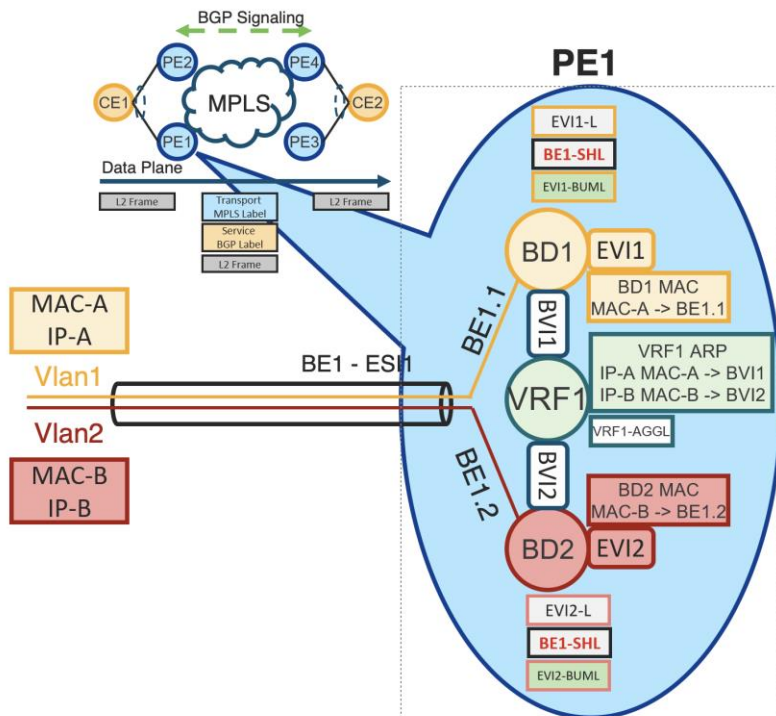 BGP Signaling
PE2
PE4
CE1
MPLS
CE2
PE1
PE3
Data Plane
L2 Frame
Transport
MPLS Label
L2 Frame
Service
BGP Label
L2 Frame
PE1
EVI1-L
BE1-SHL
EVI1-BUML
BD1
EVI1
BD1 MAC
MAC-A -> BE1.1
BE1.1
BVI1
MAC-A
IP-A
Vlan1
BE1 - ESI1
VRF1
VRF1 ARP
IP-A MAC-A -> BVI1
IP-B MAC-B -> BVI2
VRF1-AGGL
Vlan2
MAC-B
IP-B
BE1.2
BVI2
BD2 MAC
MAC-B -> BE1.2
BD2
EVI2
EVI2-L
BE1-SHL
EVI2-BUML